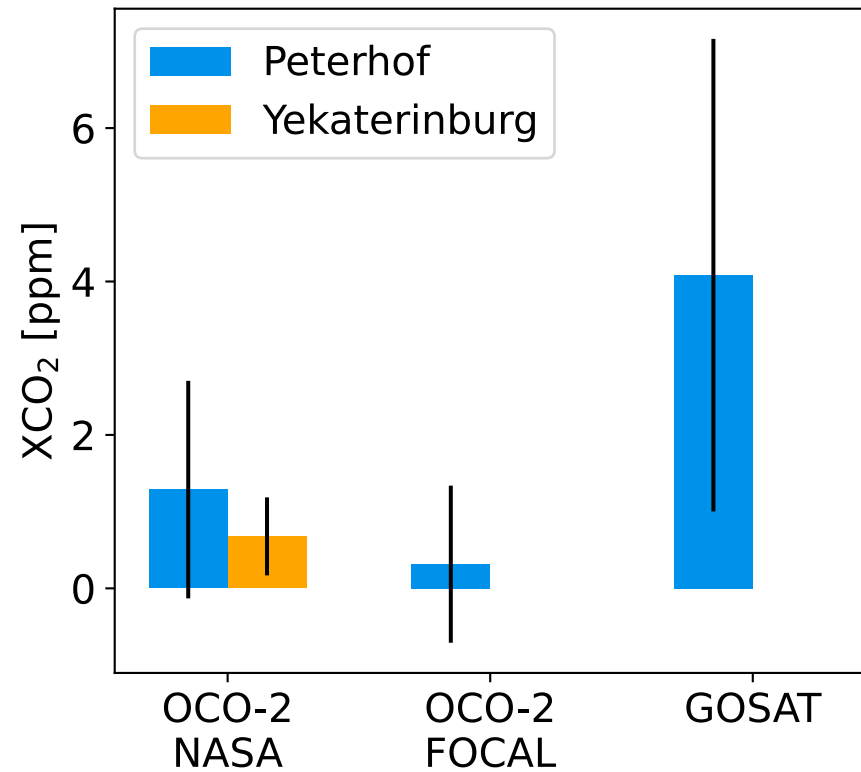 Peterhof
Yekaterinburg
XCO₂ [ppm]
6
4
2
0
OCO-2
NASA
OCO-2
FOCAL
GOSAT